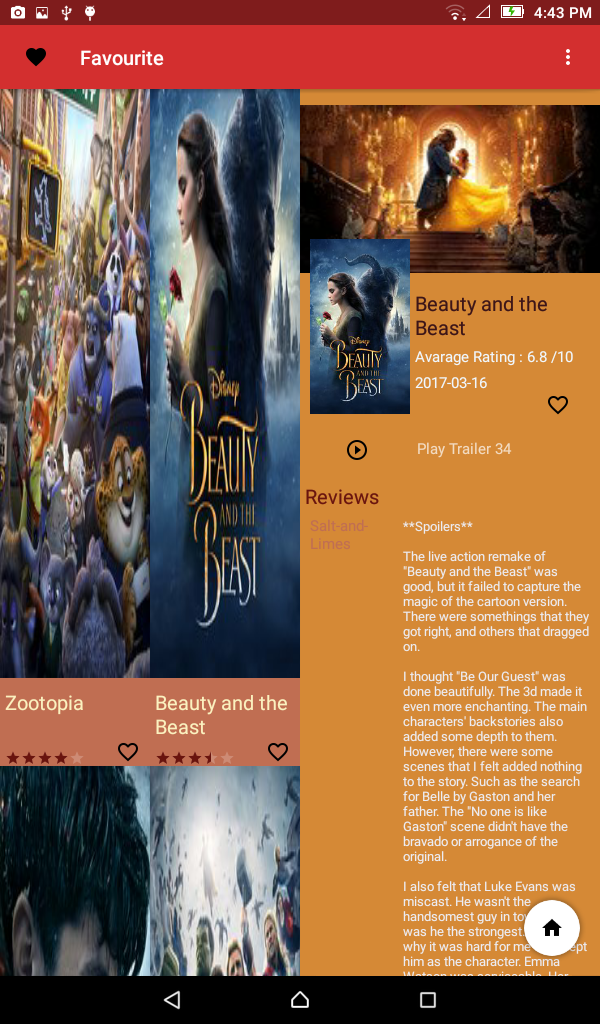 4:43 PM
Favourite
Disney
BEAUTY
AND THE
BEAST
Zootopia
Beauty and the
Beast
Disney
BEAUTY
AND THE
BEAST
Beauty and the
Beast
Avarage Rating : 6.8 /10
2017-03-16
Play Trailer 34
Reviews
Salt-and-
Limes
**Spoilers**
The live action remake of
"Beauty and the Beast" was
good, but it failed to capture the
magic of the cartoon version.
There were somethings that they
got right, and others that dragged
on.
I thought "Be Our Guest" was
done beautifully. The 3d made it
even more enchanting. The main
characters' backstories also
added some depth to them.
However, there were some
scenes that I felt added nothing
to the story. Such as the search
for Belle by Gaston and her
father. The "No one is like
Gaston" scene didn't have the
bravado or arrogance of the
original.
I also felt that Luke Evans was
miscast. He wasn't the
handsomest guy in
was he the strongest.
why it was hard for me
him as the character. Emma
Watson was serviceable. Her